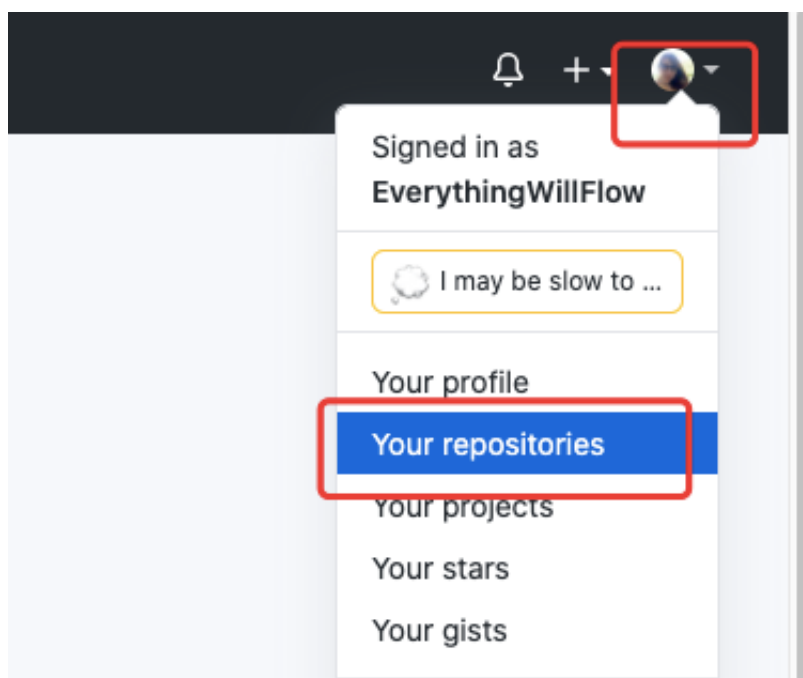 Signed in as
EverythingWillFlow
I may be slow to ...
Your profile
Your repositories
Your projects
Your stars
Your gists